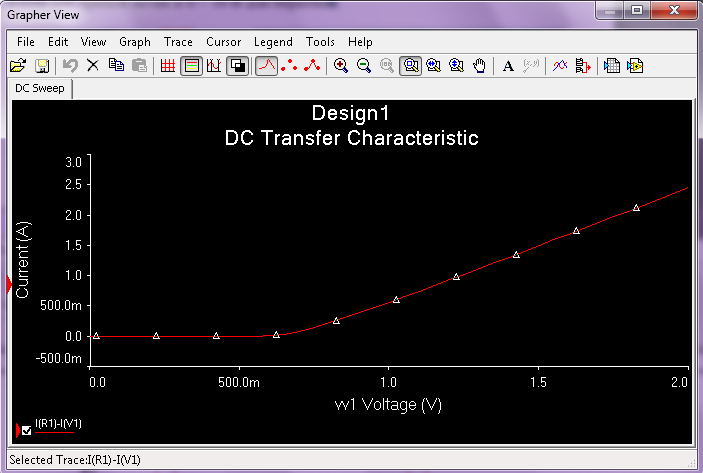 Grapher View
File Edit View Graph Trace Cursor Legend Tools Help
A (x,y)
DC Sweep
Design1
DC Transfer Characteristic
3.0
2.5
2.0
1.5
1.0
500.0m
0.0
-500.0m
Current (A)
0.0 500.0m 1.0 1.5 2.0
vv1 Voltage (V)
I(R1)-I(V1)
Selected Trace:I(R1)-I(V1)